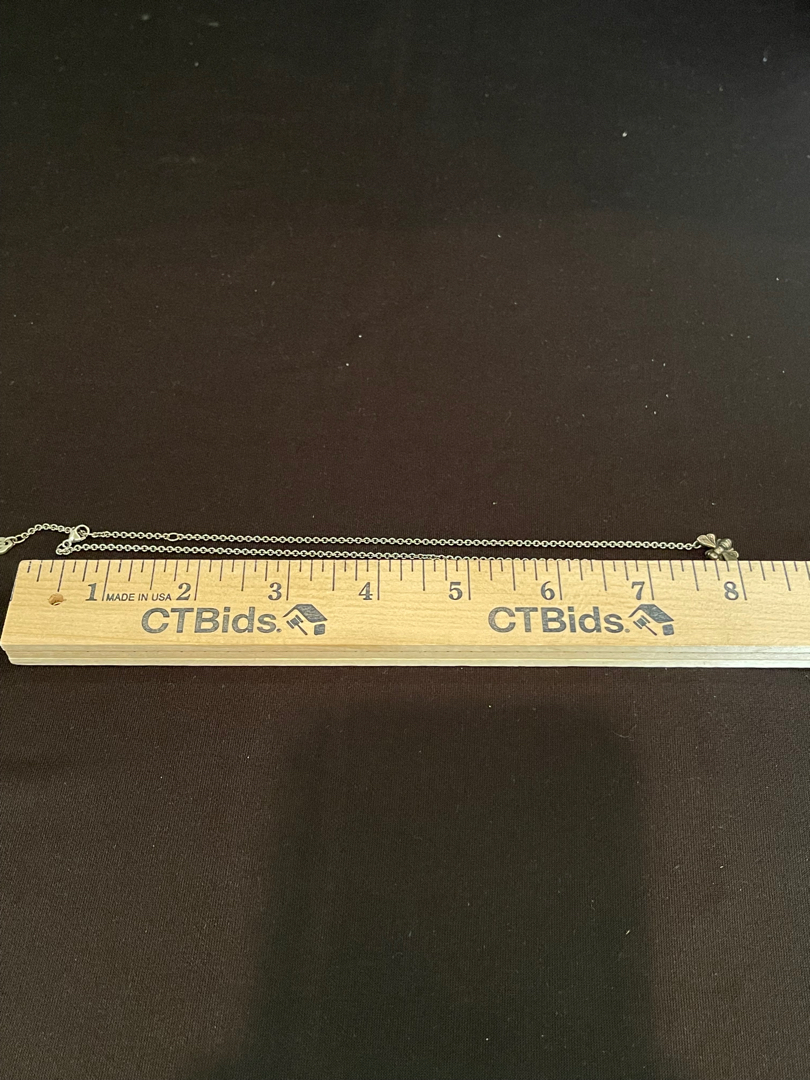 1 MADE IN USA 2 3 4 5 6 7 8
CTBids. CTBids.